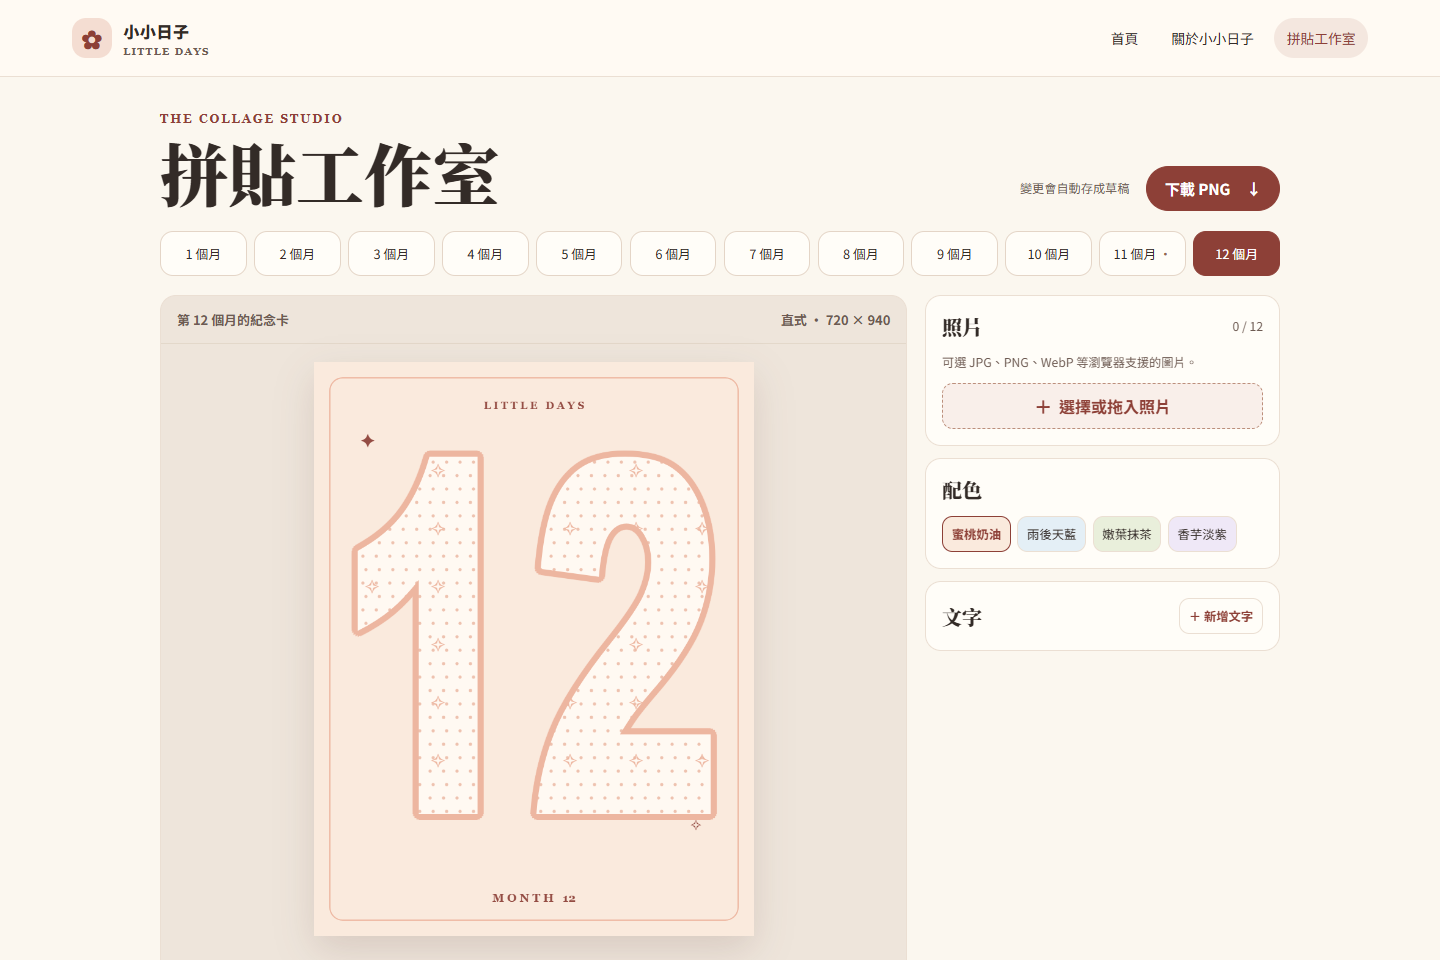 小小日子
LITTLE DAYS
首頁
關於小小日子
拼貼工作室
THE COLLAGE STUDIO
拼貼工作室
變更會自動存成草稿
下載 PNG ↓
1 個月
2 個月
3 個月
4 個月
5 個月
6 個月
7 個月
8 個月
9 個月
10 個月
11 個月 •
12 個月
第 12 個月的紀念卡
直式 · 720 × 940
LITTLE DAYS
12
MONTH 12
照片
0 / 12
可選 JPG、PNG、WebP 等瀏覽器支援的圖片。
＋ 選擇或拖入照片
配色
蜜桃奶油
雨後天藍
嫩葉抹茶
香芋淡紫
文字
＋ 新增文字